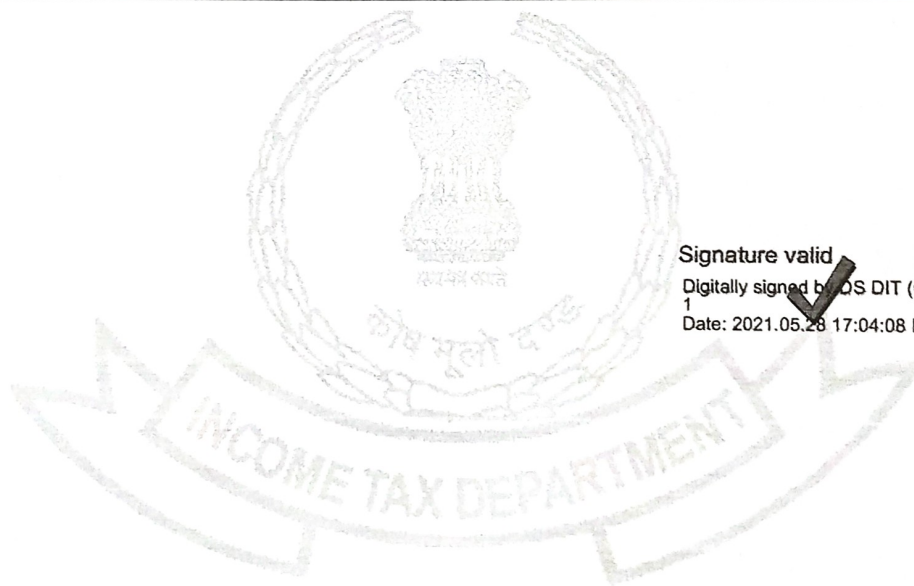 Signature valid
Digitally signed by DS DIT (
1
Date: 2021.05.28 17:04:08
सत्यमेव जयते
कोष मूलो दण्डः
INCOME TAX DEPARTMENT